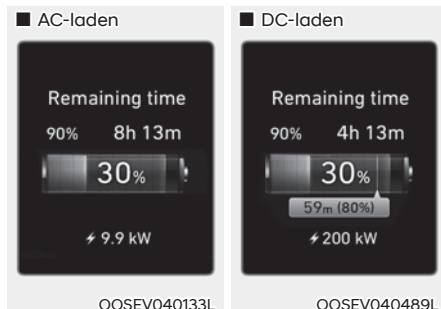 ■ AC-laden
Remaining time
90% 8h 13m
30%
9.9 kW
OOSEV040133L
■ DC-laden
Remaining time
90% 4h 13m
30%
59m (80%)
200 kW
OOSEV040489L